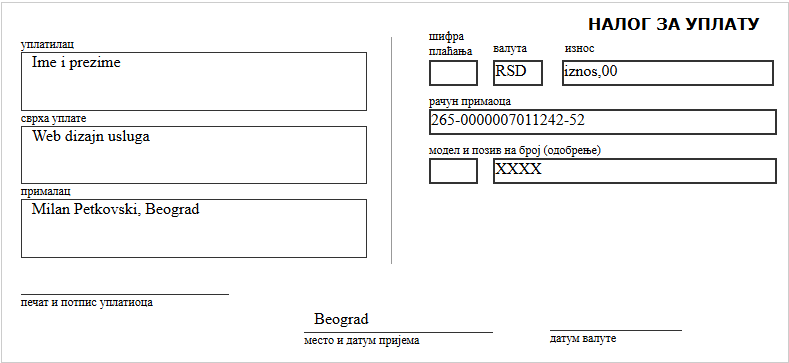 НАЛОГ ЗА УПЛАТУ
уплатилац
Ime i prezime
сврха уплате
Web dizajn usluga
прималац
Milan Petkovski, Beograd
шифра
плаћања
валута
износ
RSD
iznos,00
рачун примаоца
265-0000007011242-52
модел и позив на број (одобрење)
XXXX
печат и потпис уплатиоца
Beograd
место и датум пријема
датум валуте